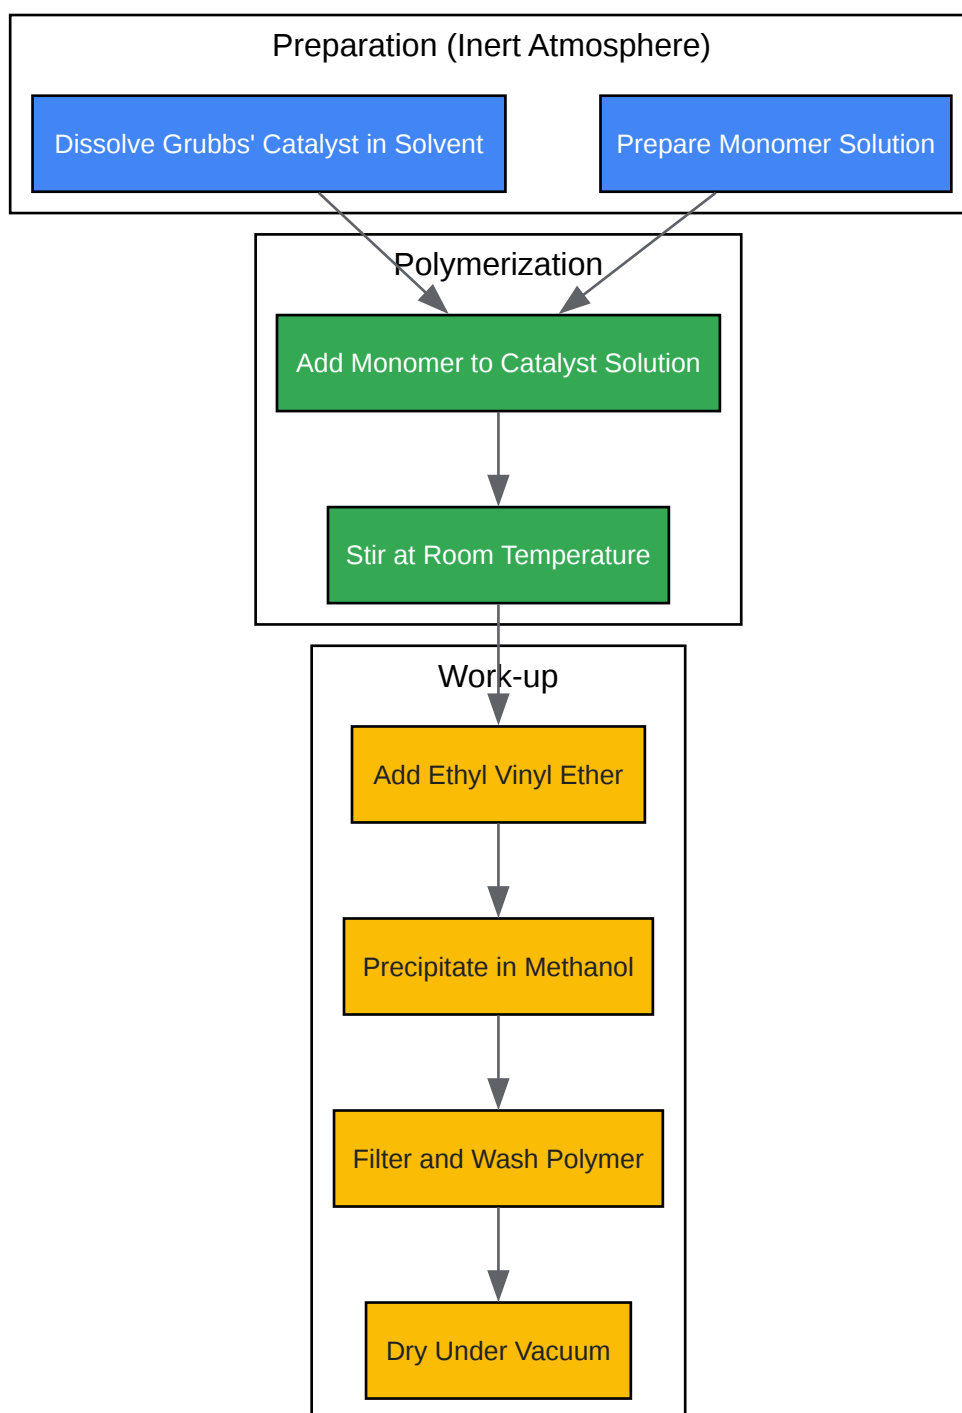 Preparation (Inert Atmosphere)
Dissolve Grubbs' Catalyst in Solvent
Prepare Monomer Solution
Polymerization
Add Monomer to Catalyst Solution
Stir at Room Temperature
Work-up
Add Ethyl Vinyl Ether
Precipitate in Methanol
Filter and Wash Polymer
Dry Under Vacuum